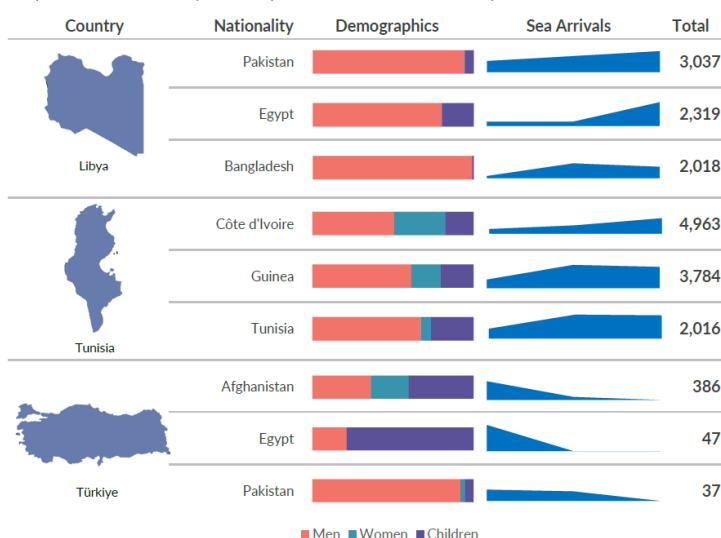 Country Nationality Demographics Sea Arrivals Total
Pakistan 3,037
Egypt 2,319
Libya
Bangladesh 2,018
Côte d'Ivoire 4,963
Guinea 3,784
Tunisia 2,016
Tunisia
Afghanistan 386
Egypt 47
Türkiye
Pakistan 37
Men Women Children